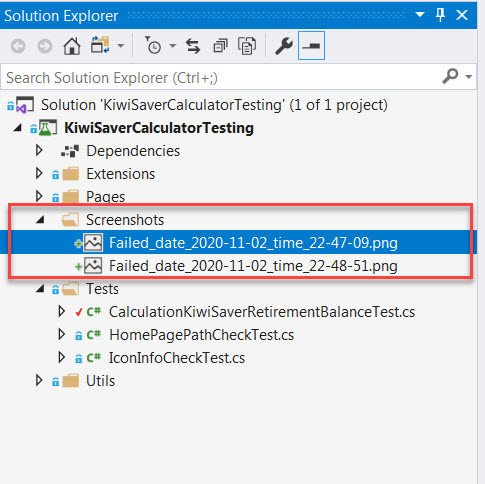 Solution Explorer
Search Solution Explorer (Ctrl+;)
Solution 'KiwiSaverCalculatorTesting' (1 of 1 project)
KiwiSaverCalculatorTesting
Dependencies
Extensions
Pages
Screenshots
Failed_date_2020-11-02_time_22-47-09.png
Failed_date_2020-11-02_time_22-48-51.png
Tests
C# CalculationKiwiSaverRetirementBalanceTest.cs
C# HomePagePathCheckTest.cs
C# IconInfoCheckTest.cs
Utils